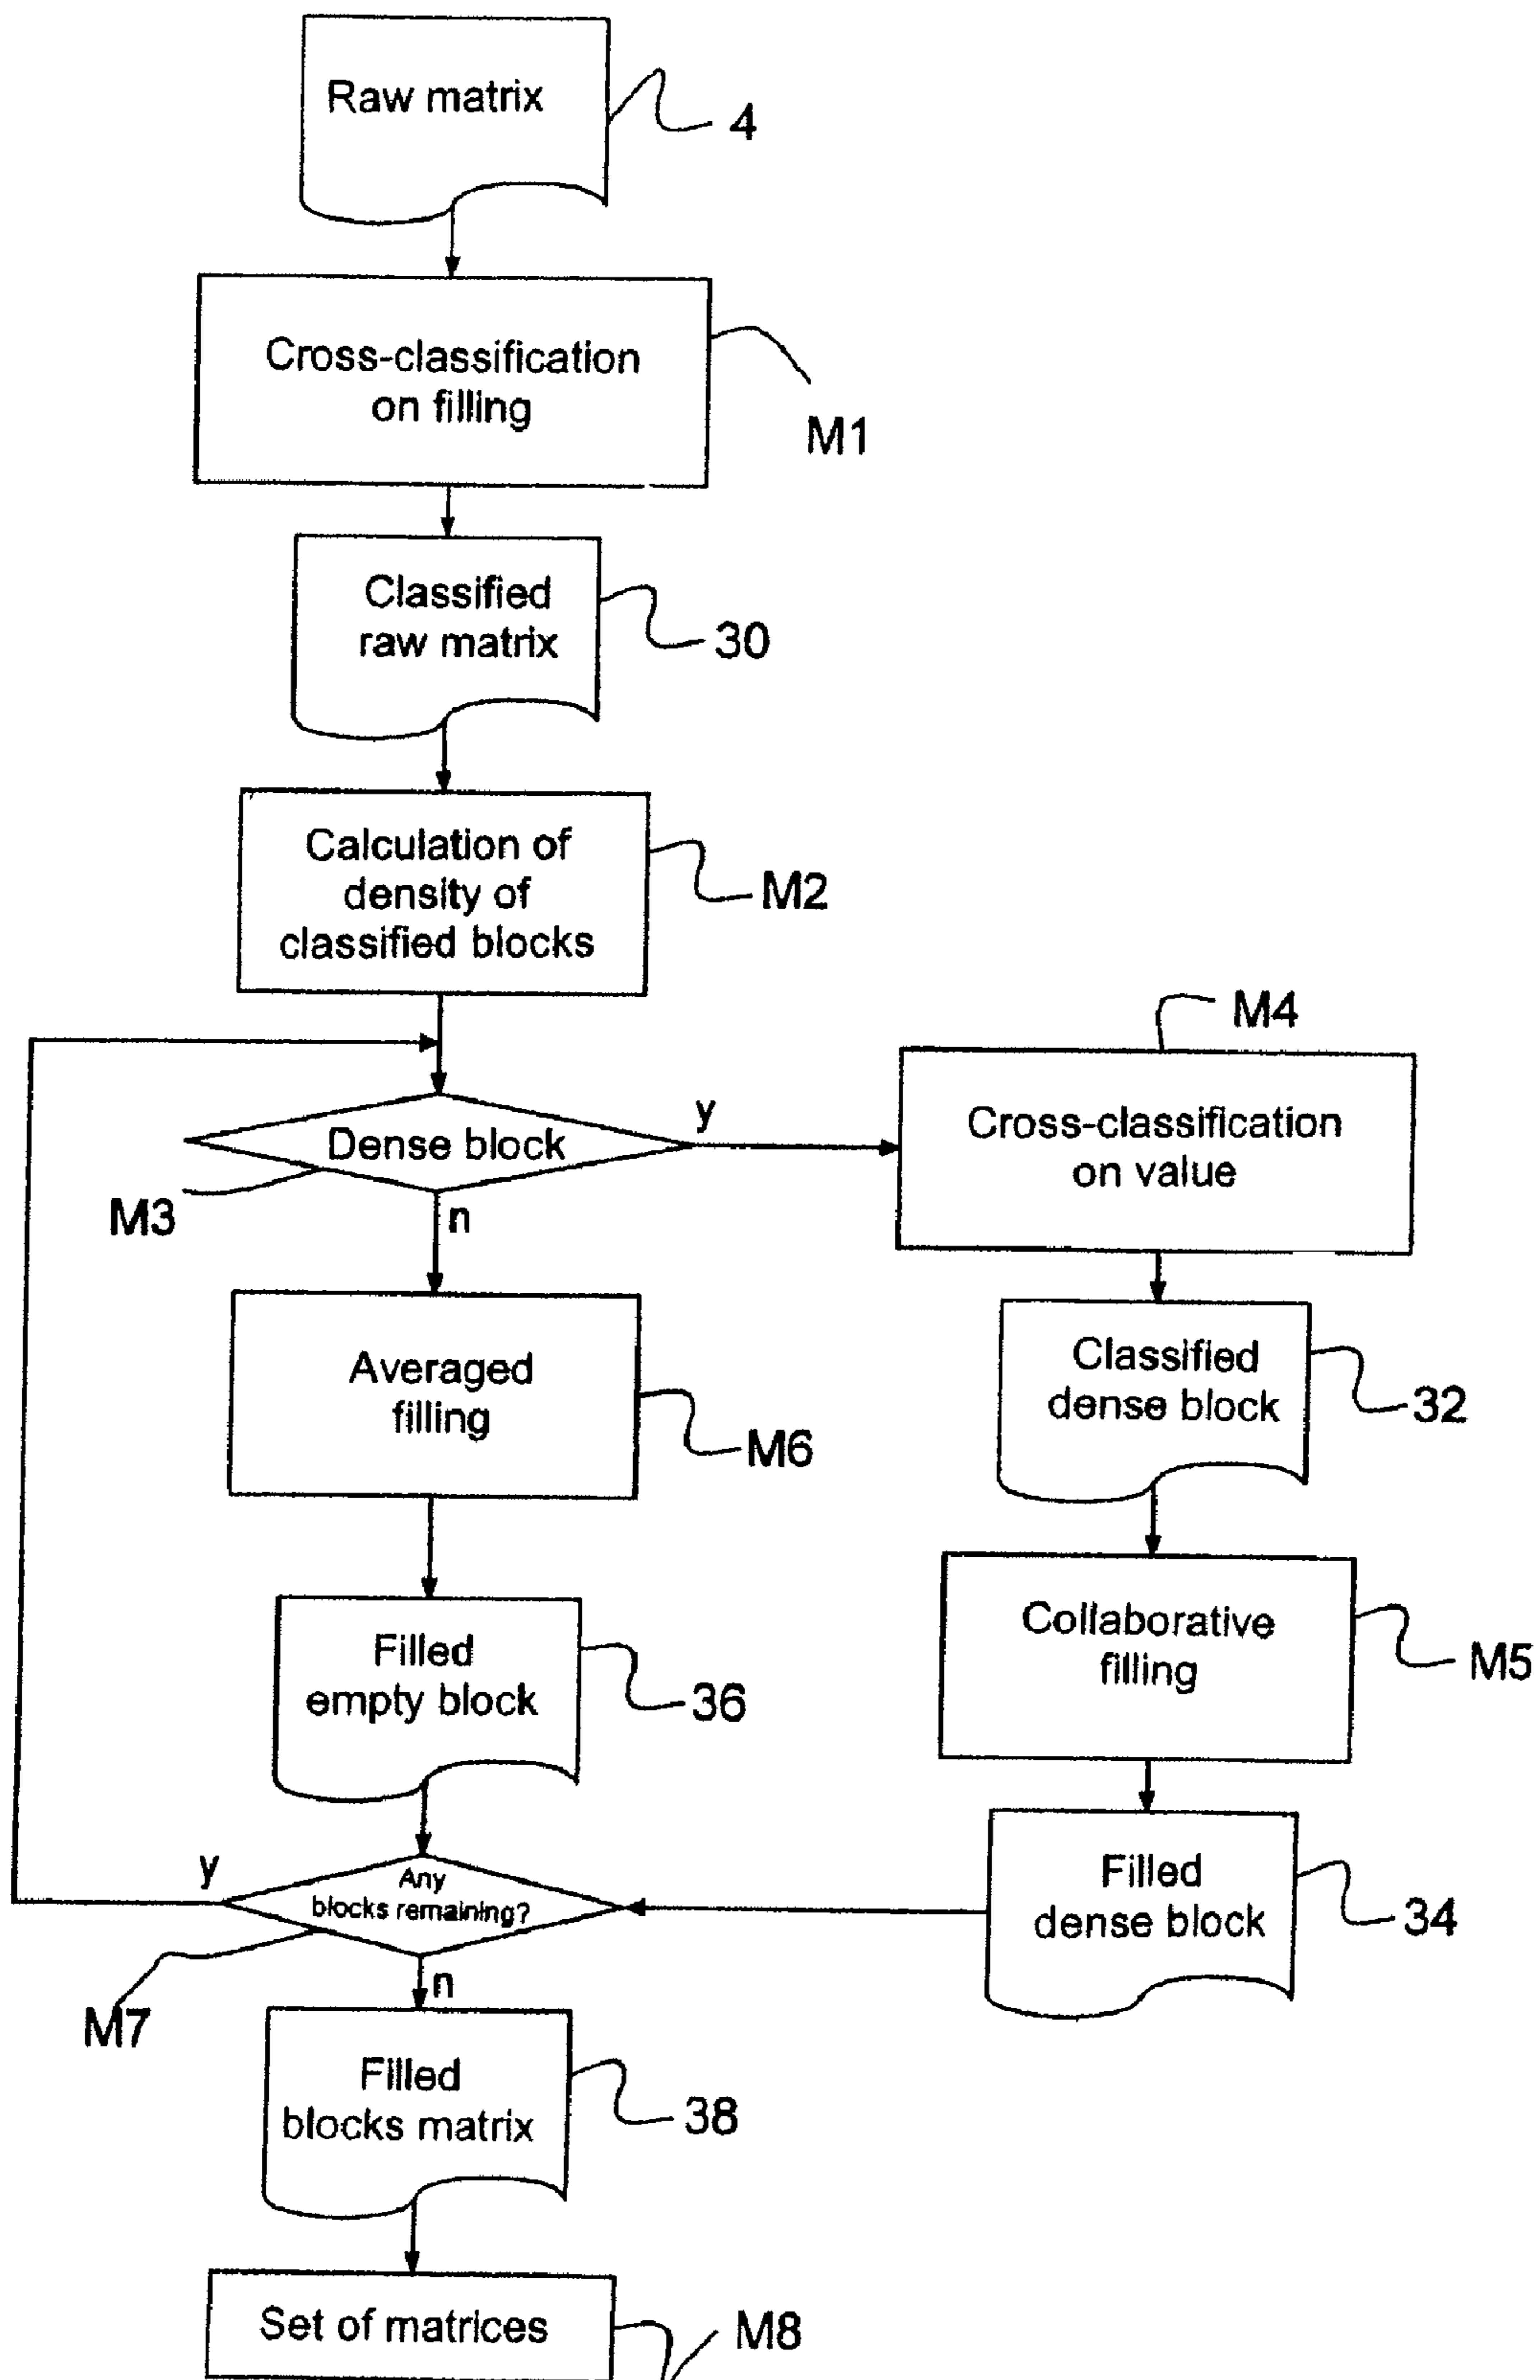 Raw matrix
4
Cross-classification
on filling
M1
Classified
raw matrix
30
Calculation of
density of
classified blocks
M2
M4
Cross-classification
on value
y
Dense block
M3
n
Averaged
filling
M6
Classified
dense block
32
Collaborative
filling
M5
Filled
empty block
36
y
Any
blocks remaining?
M7
n
Filled
dense block
34
Filled
blocks matrix
38
Set of matrices
M8